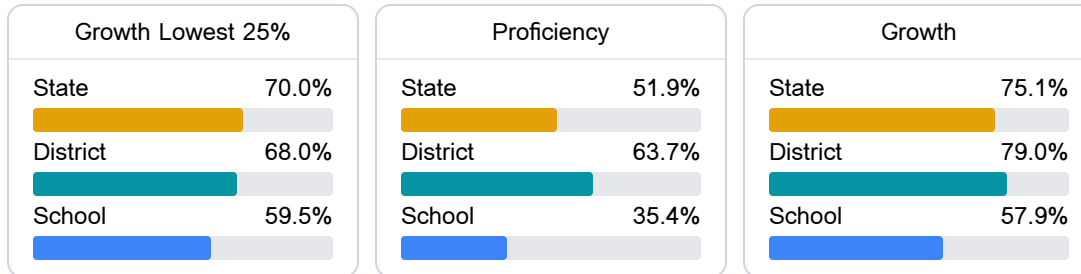 Growth Lowest 25%
State 70.0%
District 68.0%
School 59.5%
Proficiency
State 51.9%
District 63.7%
School 35.4%
Growth
State 75.1%
District 79.0%
School 57.9%